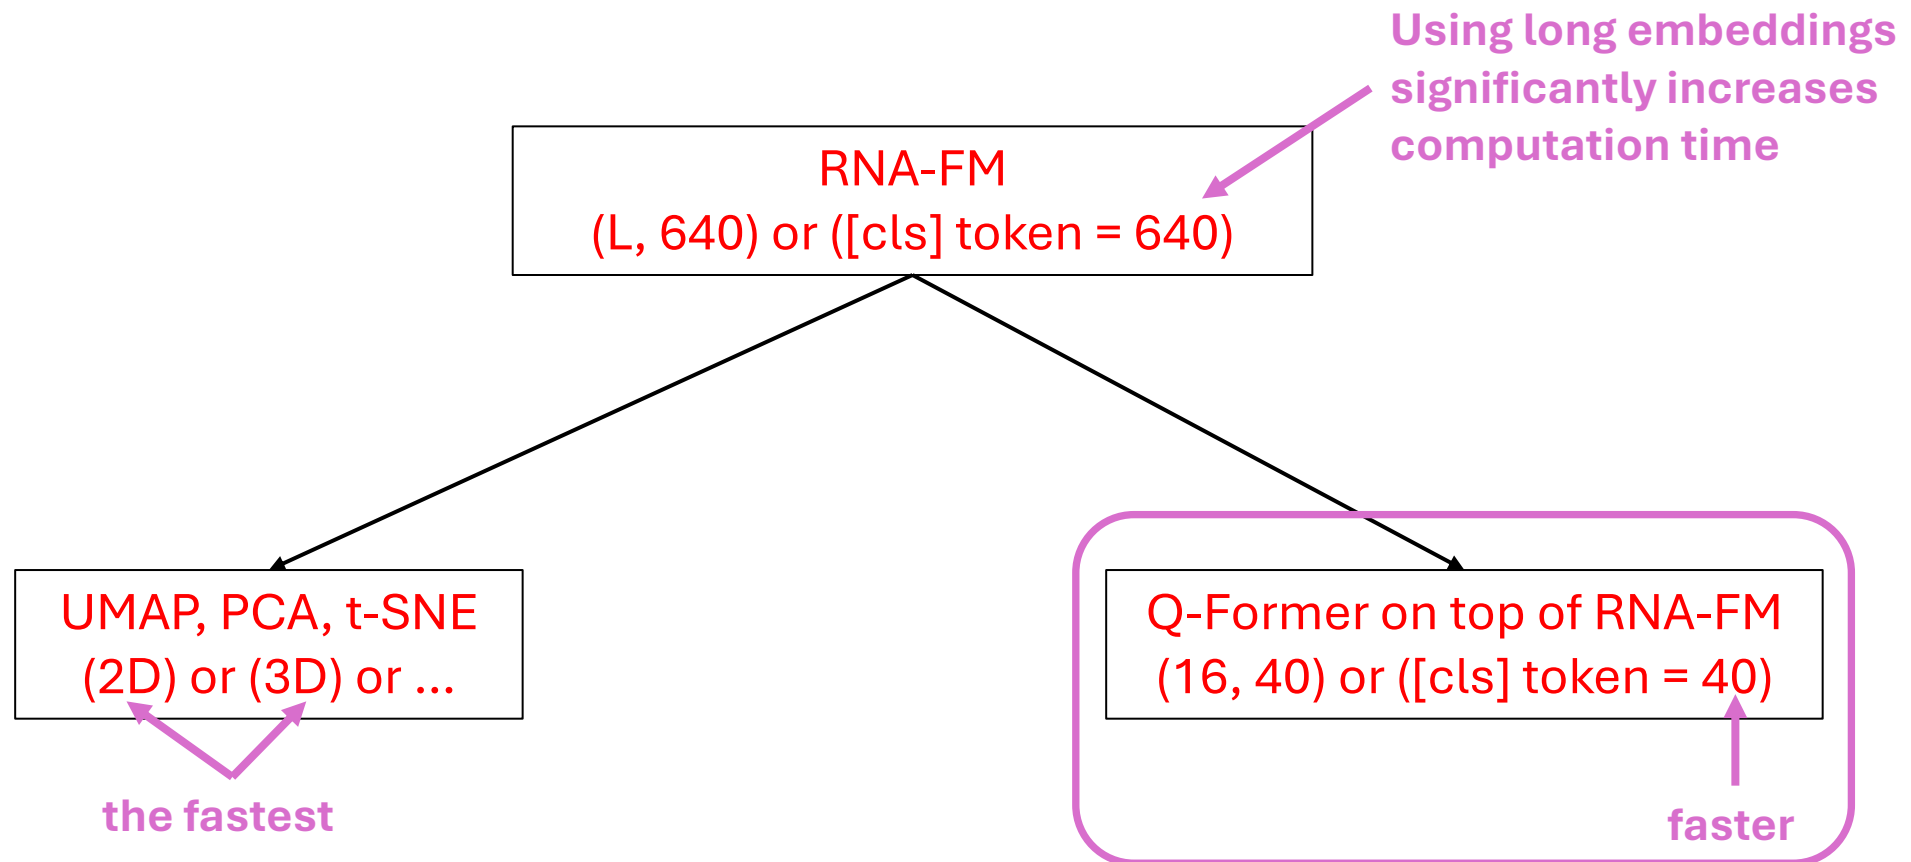 Using long embeddings
significantly increases
computation time
RNA-FM
(L, 640) or ([cls] token = 640)
UMAP, PCA, t-SNE
(2D) or (3D) or ...
the fastest
Q-Former on top of RNA-FM
(16, 40) or ([cls] token = 40)
faster